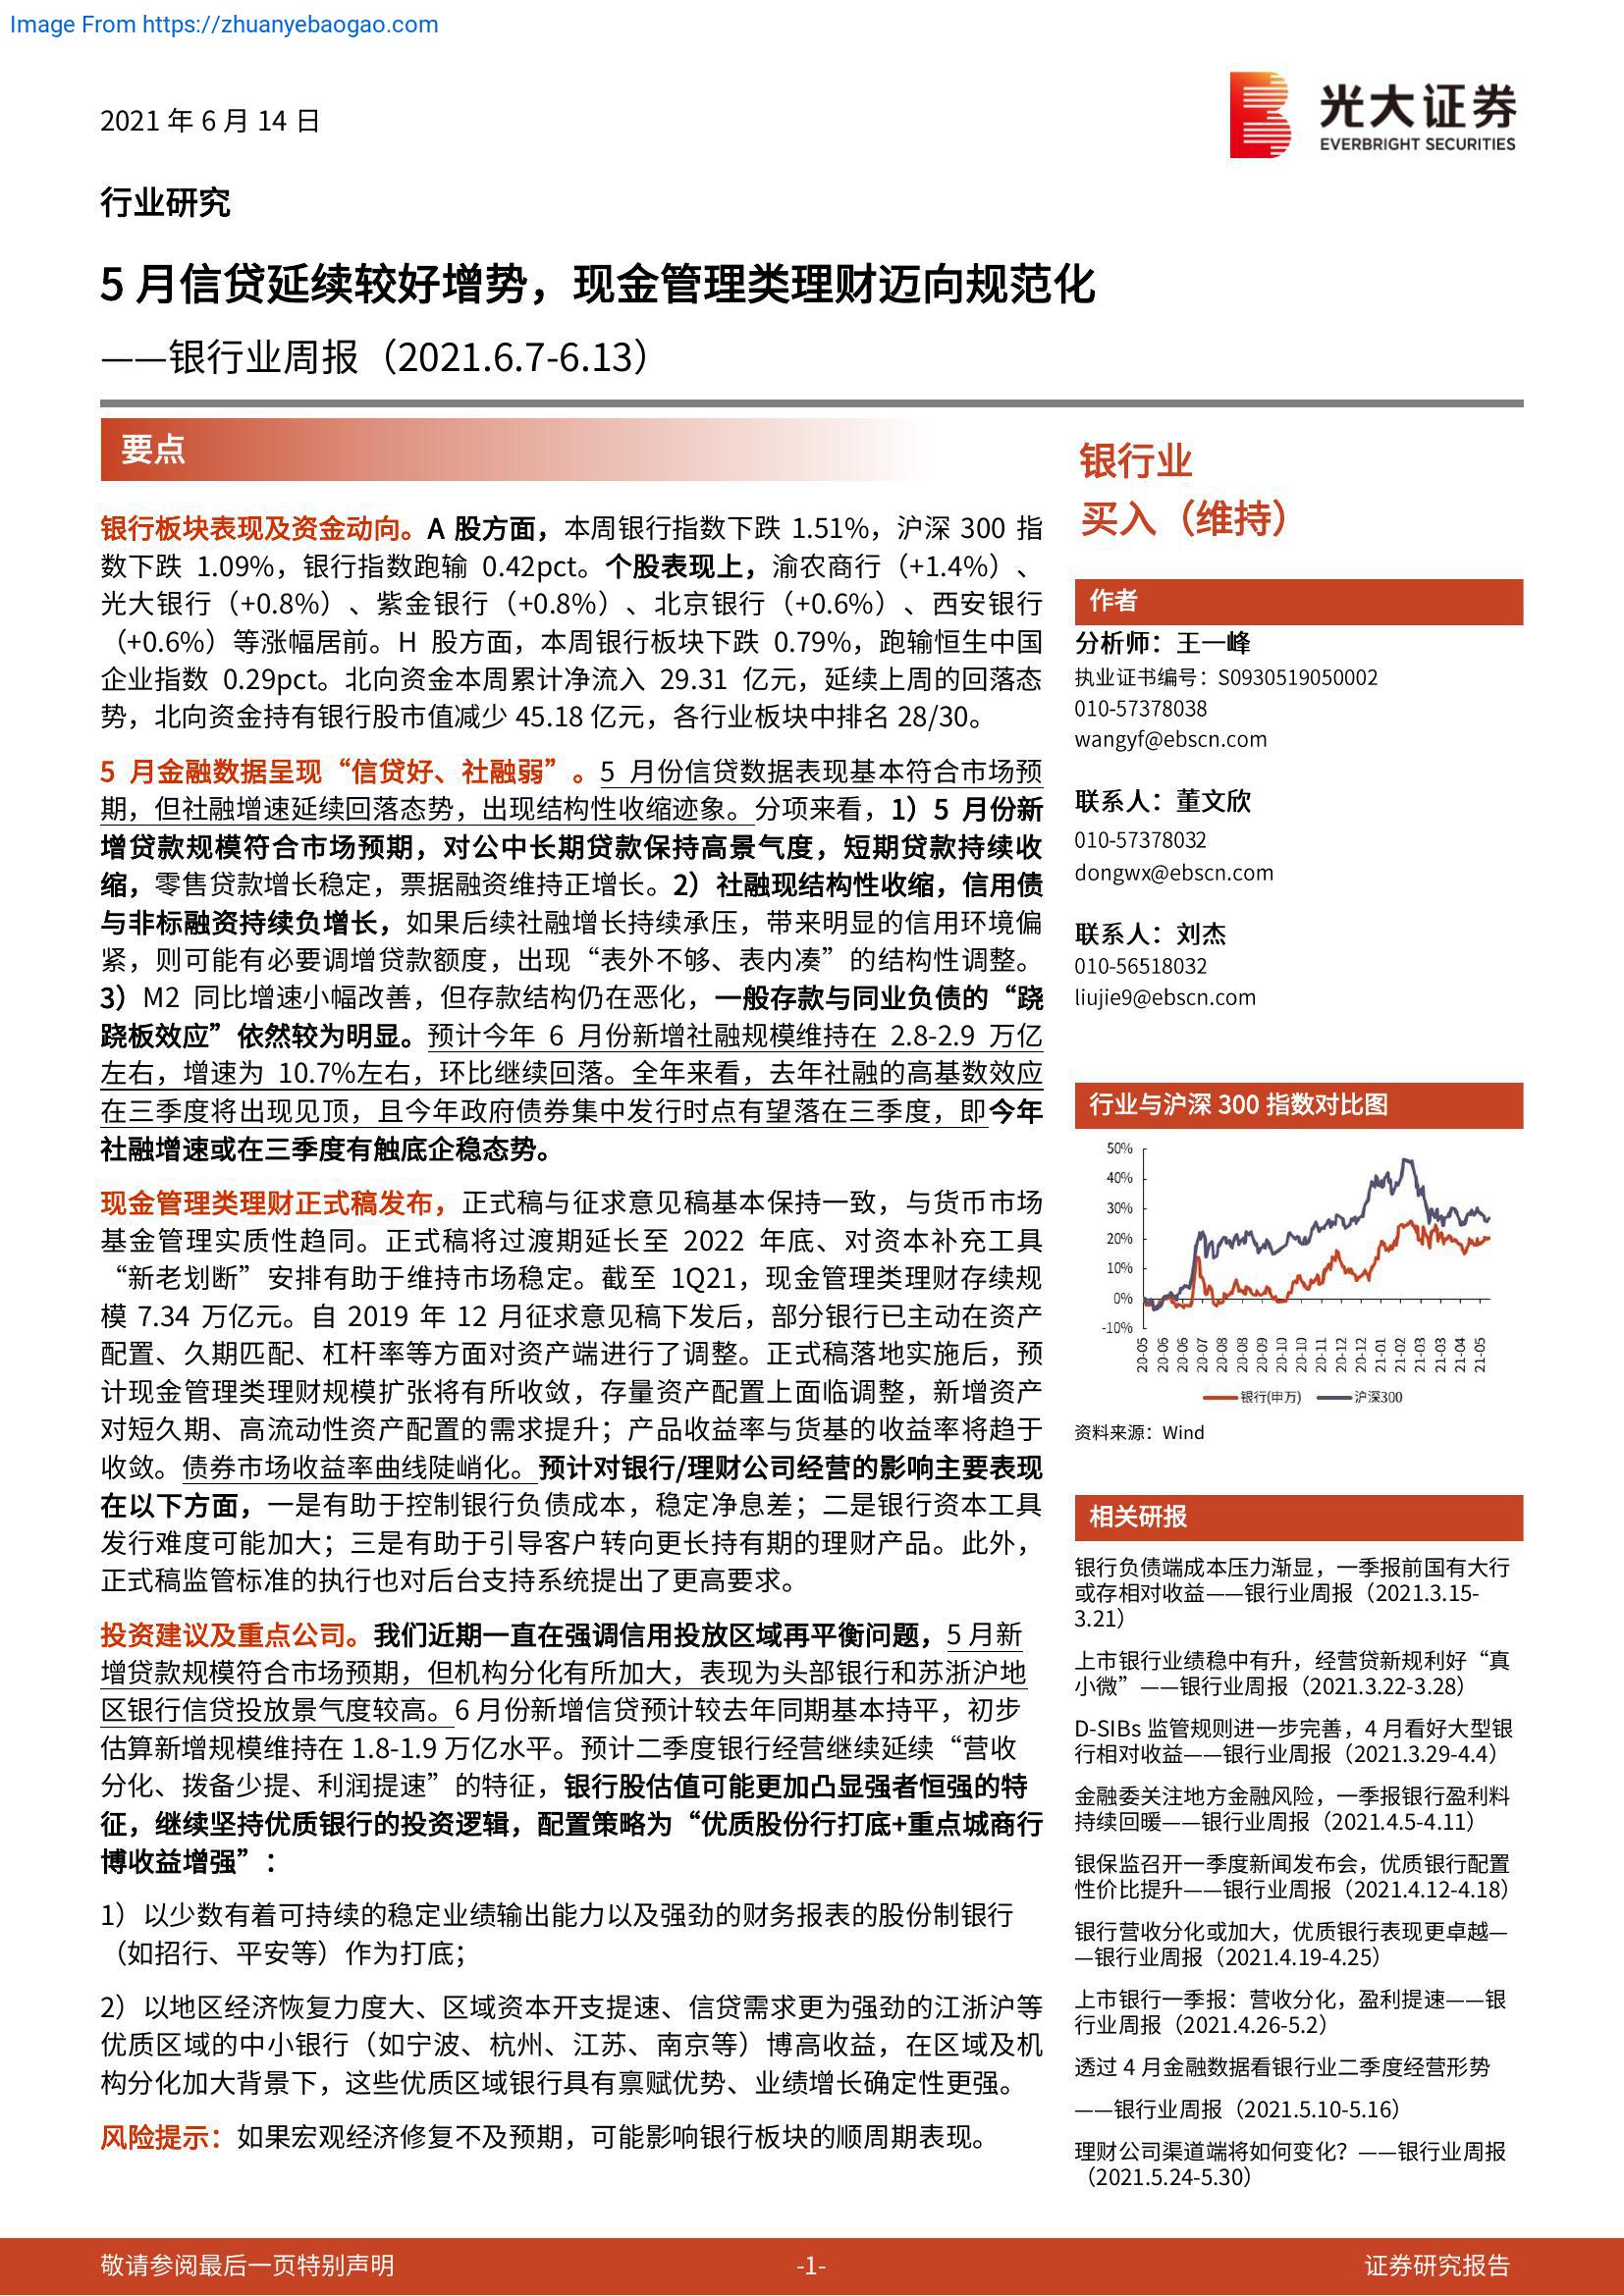 Image From https://zhuanyebaogao.com
2021 年 6 月 14 日
光大证券
EVERBRIGHT SECURITIES
行业研究
5 月信贷延续较好增势，现金管理类理财迈向规范化
——银行业周报（2021.6.7-6.13）
要点
银行板块表现及资金动向。A 股方面，本周银行指数下跌 1.51%，沪深 300 指
数下跌 1.09%，银行指数跑输 0.42pct。个股表现上，渝农商行（+1.4%）、
光大银行（+0.8%）、紫金银行（+0.8%）、北京银行（+0.6%）、西安银行
（+0.6%）等涨幅居前。H 股方面，本周银行板块下跌 0.79%，跑输恒生中国
企业指数 0.29pct。北向资金本周累计净流入 29.31 亿元，延续上周的回落态
势，北向资金持有银行股市值减少 45.18 亿元，各行业板块中排名 28/30。
5 月金融数据呈现“信贷好、社融弱”。5 月份信贷数据表现基本符合市场预
期，但社融增速延续回落态势，出现结构性收缩迹象。分项来看，1）5 月份新
增贷款规模符合市场预期，对公中长期贷款保持高景气度，短期贷款持续收
缩，零售贷款增长稳定，票据融资维持正增长。2）社融现结构性收缩，信用债
与非标融资持续负增长，如果后续社融增长持续承压，带来明显的信用环境偏
紧，则可能有必要调增贷款额度，出现“表外不够、表内凑”的结构性调整。
3）M2 同比增速小幅改善，但存款结构仍在恶化，一般存款与同业负债的“跷
跷板效应”依然较为明显。预计今年 6 月份新增社融规模维持在 2.8-2.9 万亿
左右，增速为 10.7%左右，环比继续回落。全年来看，去年社融的高基数效应
在三季度将出现见顶，且今年政府债券集中发行时点有望落在三季度，即今年
社融增速或在三季度有触底企稳态势。
现金管理类理财正式稿发布，正式稿与征求意见稿基本保持一致，与货币市场
基金管理实质性趋同。正式稿将过渡期延长至 2022 年底、对资本补充工具
“新老划断”安排有助于维持市场稳定。截至 1Q21，现金管理类理财存续规
模 7.34 万亿元。自 2019 年 12 月征求意见稿下发后，部分银行已主动在资产
配置、久期匹配、杠杆率等方面对资产端进行了调整。正式稿落地实施后，预
计现金管理类理财规模扩张将有所收敛，存量资产配置上面临调整，新增资产
对短久期、高流动性资产配置的需求提升；产品收益率与货基的收益率将趋于
收敛。债券市场收益率曲线陡峭化。预计对银行/理财公司经营的影响主要表现
在以下方面，一是有助于控制银行负债成本，稳定净息差；二是银行资本工具
发行难度可能加大；三是有助于引导客户转向更长持有期的理财产品。此外，
正式稿监管标准的执行也对后台支持系统提出了更高要求。
投资建议及重点公司。我们近期一直在强调信用投放区域再平衡问题，5 月新
增贷款规模符合市场预期，但机构分化有所加大，表现为头部银行和苏浙沪地
区银行信贷投放景气度较高。6 月份新增信贷预计较去年同期基本持平，初步
估算新增规模维持在 1.8-1.9 万亿水平。预计二季度银行经营继续延续“营收
分化、拨备少提、利润提速”的特征，银行股估值可能更加凸显强者恒强的特
征，继续坚持优质银行的投资逻辑，配置策略为“优质股份行打底+重点城商行
博收益增强”：
1）以少数有着可持续的稳定业绩输出能力以及强劲的财务报表的股份制银行
（如招行、平安等）作为打底；
2）以地区经济恢复力度大、区域资本开支提速、信贷需求更为强劲的江浙沪等
优质区域的中小银行（如宁波、杭州、江苏、南京等）博高收益，在区域及机
构分化加大背景下，这些优质区域银行具有禀赋优势、业绩增长确定性更强。
风险提示：如果宏观经济修复不及预期，可能影响银行板块的顺周期表现。
银行业
买入（维持）
作者
分析师：王一峰
执业证书编号：S0930519050002
010-57378038
wangyf@ebscn.com
联系人：董文欣
010-57378032
dongwx@ebscn.com
联系人：刘杰
010-56518032
liujie9@ebscn.com
行业与沪深 300 指数对比图
50%
40%
30%
20%
10%
0%
-10%
20-05 20-06 20-06 20-07 20-08 20-08 20-09 20-10 20-10 20-11 20-12 20-12 21-01 21-02 21-03 21-03 21-04 21-05
银行(申万) 沪深300
资料来源：Wind
相关研报
银行负债端成本压力渐显，一季报前国有大行
或存相对收益——银行业周报（2021.3.15-
3.21）
上市银行业绩稳中有升，经营贷新规利好“真
小微”——银行业周报（2021.3.22-3.28）
D-SIBs 监管规则进一步完善，4 月看好大型银
行相对收益——银行业周报（2021.3.29-4.4）
金融委关注地方金融风险，一季报银行盈利料
持续回暖——银行业周报（2021.4.5-4.11）
银保监召开一季度新闻发布会，优质银行配置
性价比提升——银行业周报（2021.4.12-4.18）
银行营收分化或加大，优质银行表现更卓越—
—银行业周报（2021.4.19-4.25）
上市银行一季报：营收分化，盈利提速——银
行业周报（2021.4.26-5.2）
透过 4 月金融数据看银行业二季度经营形势
——银行业周报（2021.5.10-5.16）
理财公司渠道端将如何变化？——银行业周报
（2021.5.24-5.30）
敬请参阅最后一页特别声明
-1-
证券研究报告